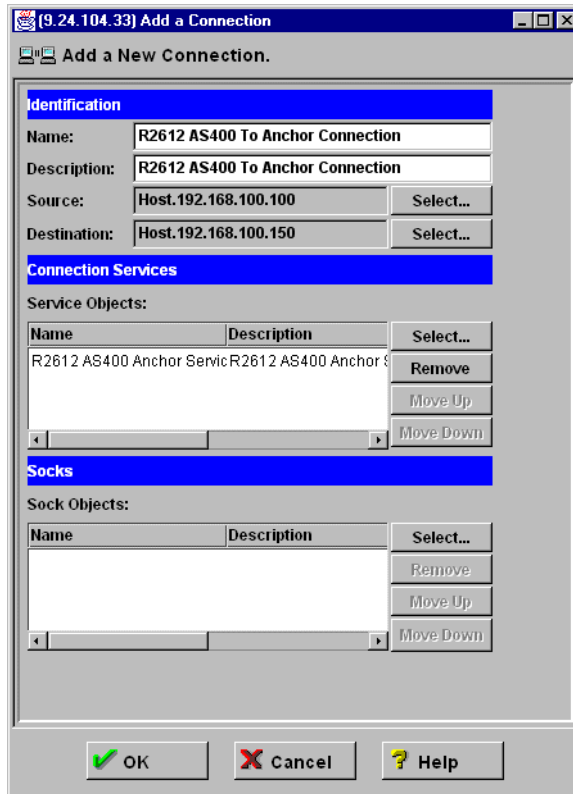 (9.24.104.33) Add a Connection
Add a New Connection.
Identification
Name: R2612 AS400 To Anchor Connection
Description: R2612 AS400 To Anchor Connection
Source: Host.192.168.100.100 Select...
Destination: Host.192.168.100.150 Select...
Connection Services
Service Objects:
Name Description Select...
R2612 AS400 Anchor Servic R2612 AS400 Anchor S Remove
Move Up
Move Down
Socks
Sock Objects:
Name Description Select...
Remove
Move Up
Move Down
OK Cancel Help